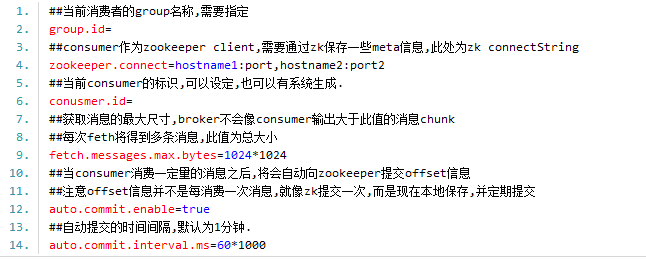 1. ##当前消费者的group名称,需要指定
2. group.id=
3. ##consumer作为zookeeper client,需要通过zk保存一些meta信息,此处为zk connectString
4. zookeeper.connect=hostname1:port,hostname2:port2
5. ##当前consumer的标识,可以设定,也可以有系统生成.
6. conusmer.id=
7. ##获取消息的最大尺寸,broker不会像consumer输出大于此值的消息chunk
8. ##每次feth将得到多条消息,此值为总大小
9. fetch.messages.max.bytes=1024*1024
10. ##当consumer消费一定量的消息之后,将会自动向zookeeper提交offset信息
11. ##注意offset信息并不是每消费一次消息,就像zk提交一次,而是现在本地保存,并定期提交
12. auto.commit.enable=true
13. ##自动提交的时间间隔,默认为1分钟.
14. auto.commit.interval.ms=60*1000